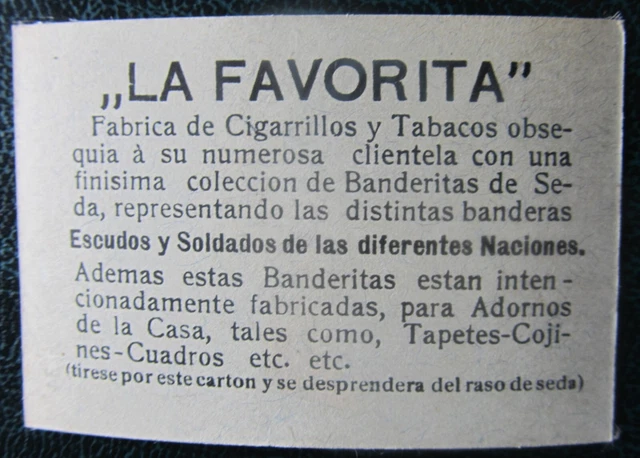 „LA FAVORITA”
Fabrica de Cigarrillos y Tabacos obse-
quia à su numerosa clientela con una
finisima coleccion de Banderitas de Se-
da, representando las distintas banderas
Escudos y Soldados de las diferentes Naciones.
Ademas estas Banderitas estan inten-
cionadamente fabricadas, para Adornos
de la Casa, tales como, Tapetes-Coji-
nes-Cuadros etc. etc.
(tirese por este carton y se desprendera del raso de seda)